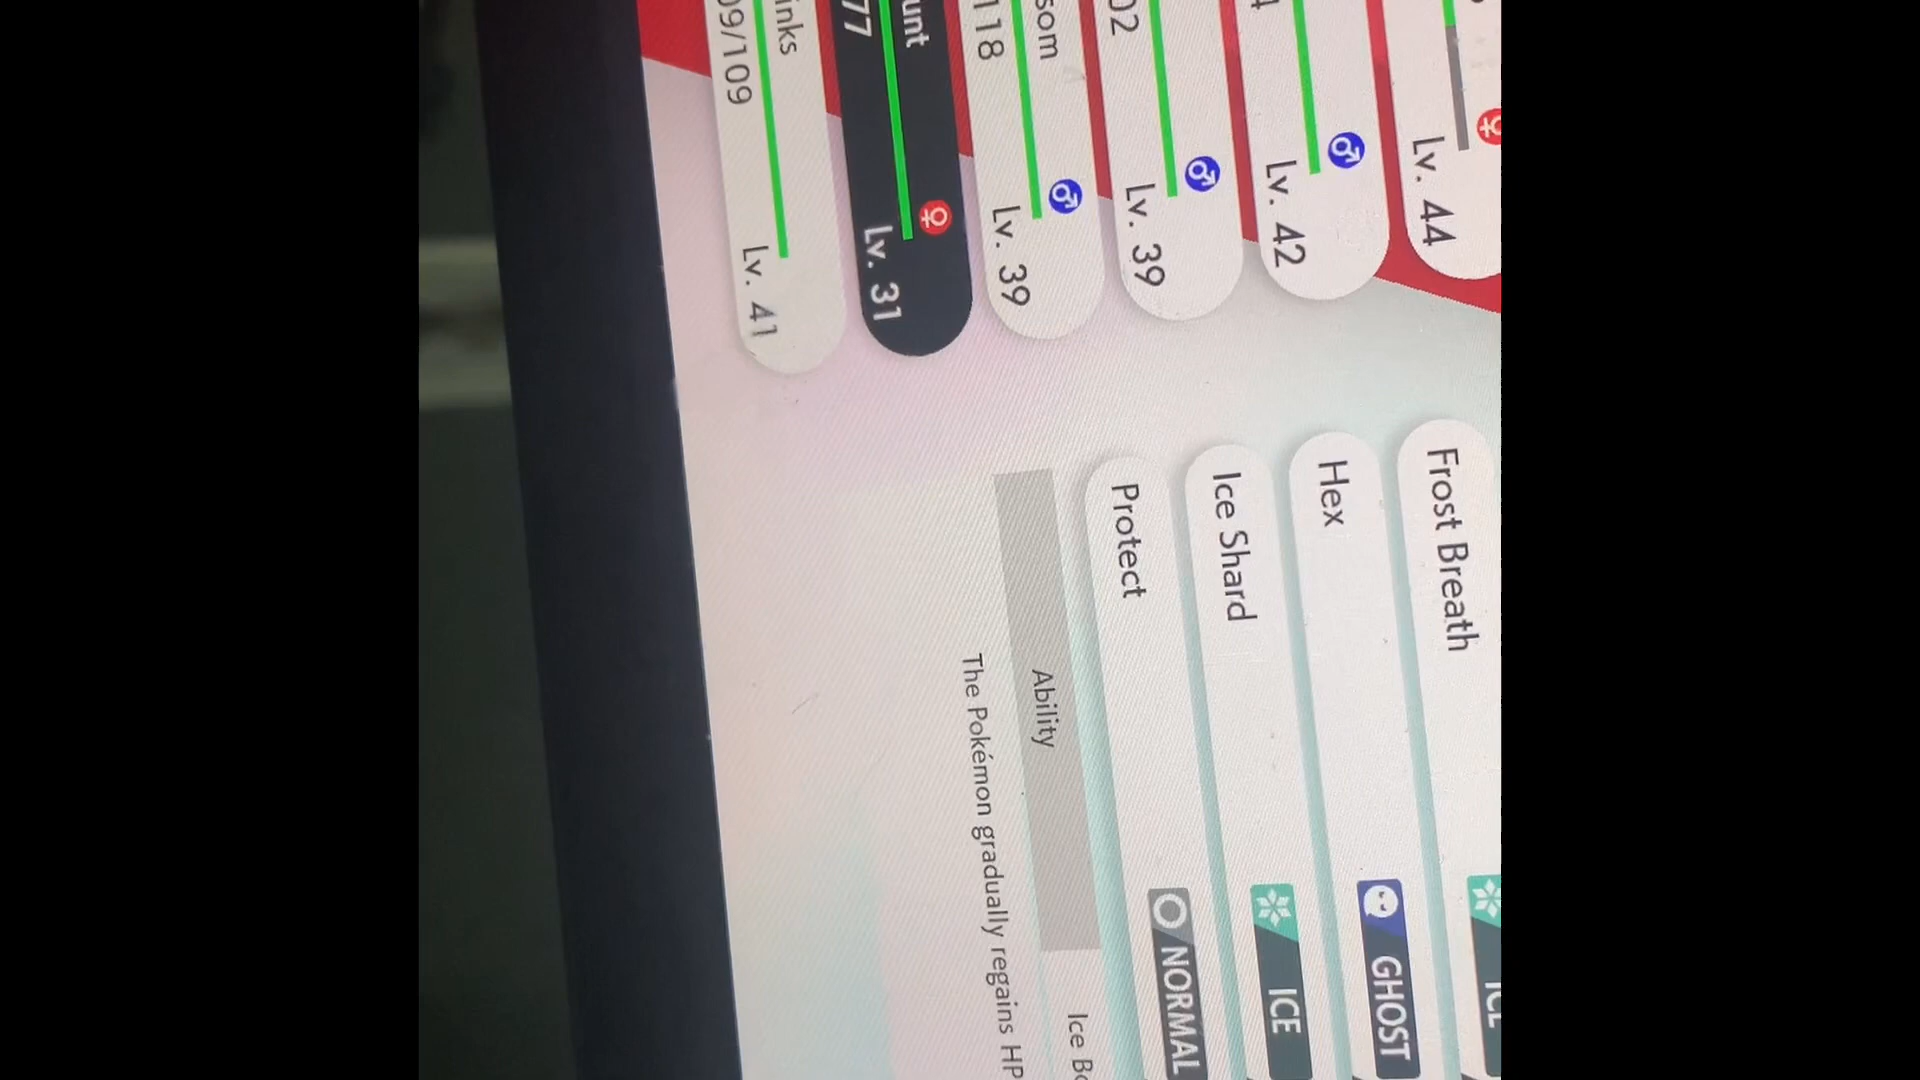 Lv. 44
Lv. 42
02
Lv. 39
som
118
Lv. 39
unt
77
Lv. 31
inks
09/109
Lv. 41
Frost Breath
Hex GHOST
Ice Shard ICE
Protect NORMAL
Ability Ice Bo
The Pokémon gradually regains HP